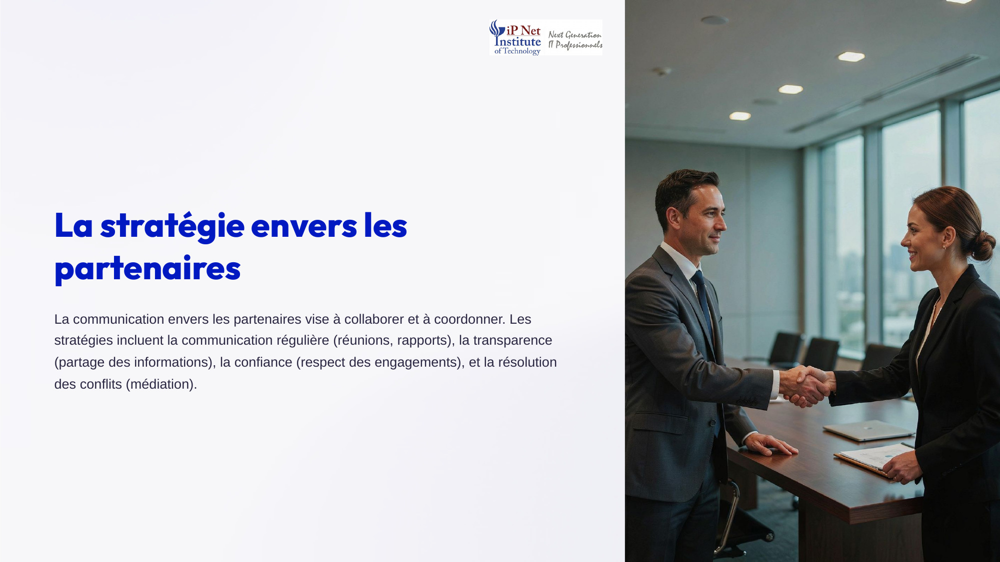 iP Net
Institute
of Technology
Next Generation
IT Professionnels
La stratégie envers les
partenaires
La communication envers les partenaires vise à collaborer et à coordonner. Les
stratégies incluent la communication régulière (réunions, rapports), la transparence
(partage des informations), la confiance (respect des engagements), et la résolution
des conflits (médiation).